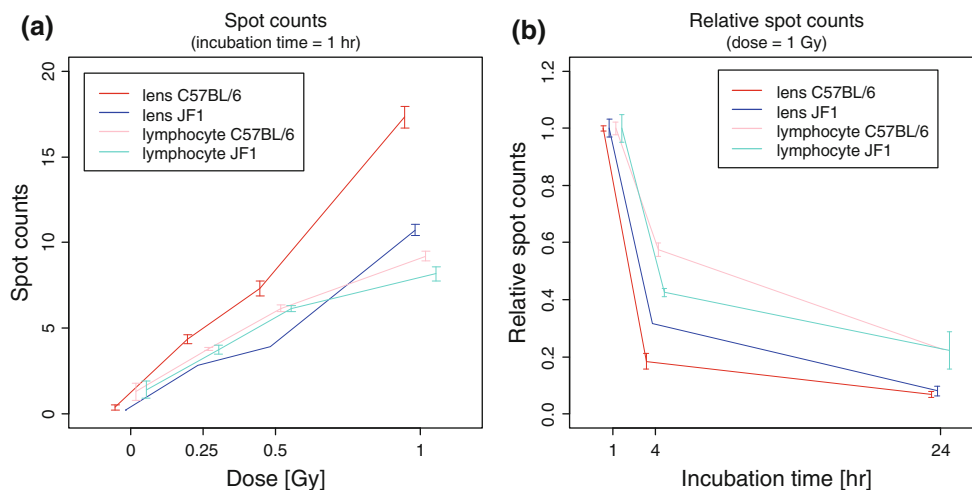 (a)
Spot counts
(incubation time = 1 hr)
Spot counts
20
15
10
5
0
lens C57BL/6
lens JF1
lymphocyte C57BL/6
lymphocyte JF1
0
0.25
0.5
1
Dose [Gy]
(b)
Relative spot counts
(dose = 1 Gy)
Relative spot counts
1.2
1.0
0.8
0.6
0.4
0.2
0.0
lens C57BL/6
lens JF1
lymphocyte C57BL/6
lymphocyte JF1
1
4
24
Incubation time [hr]